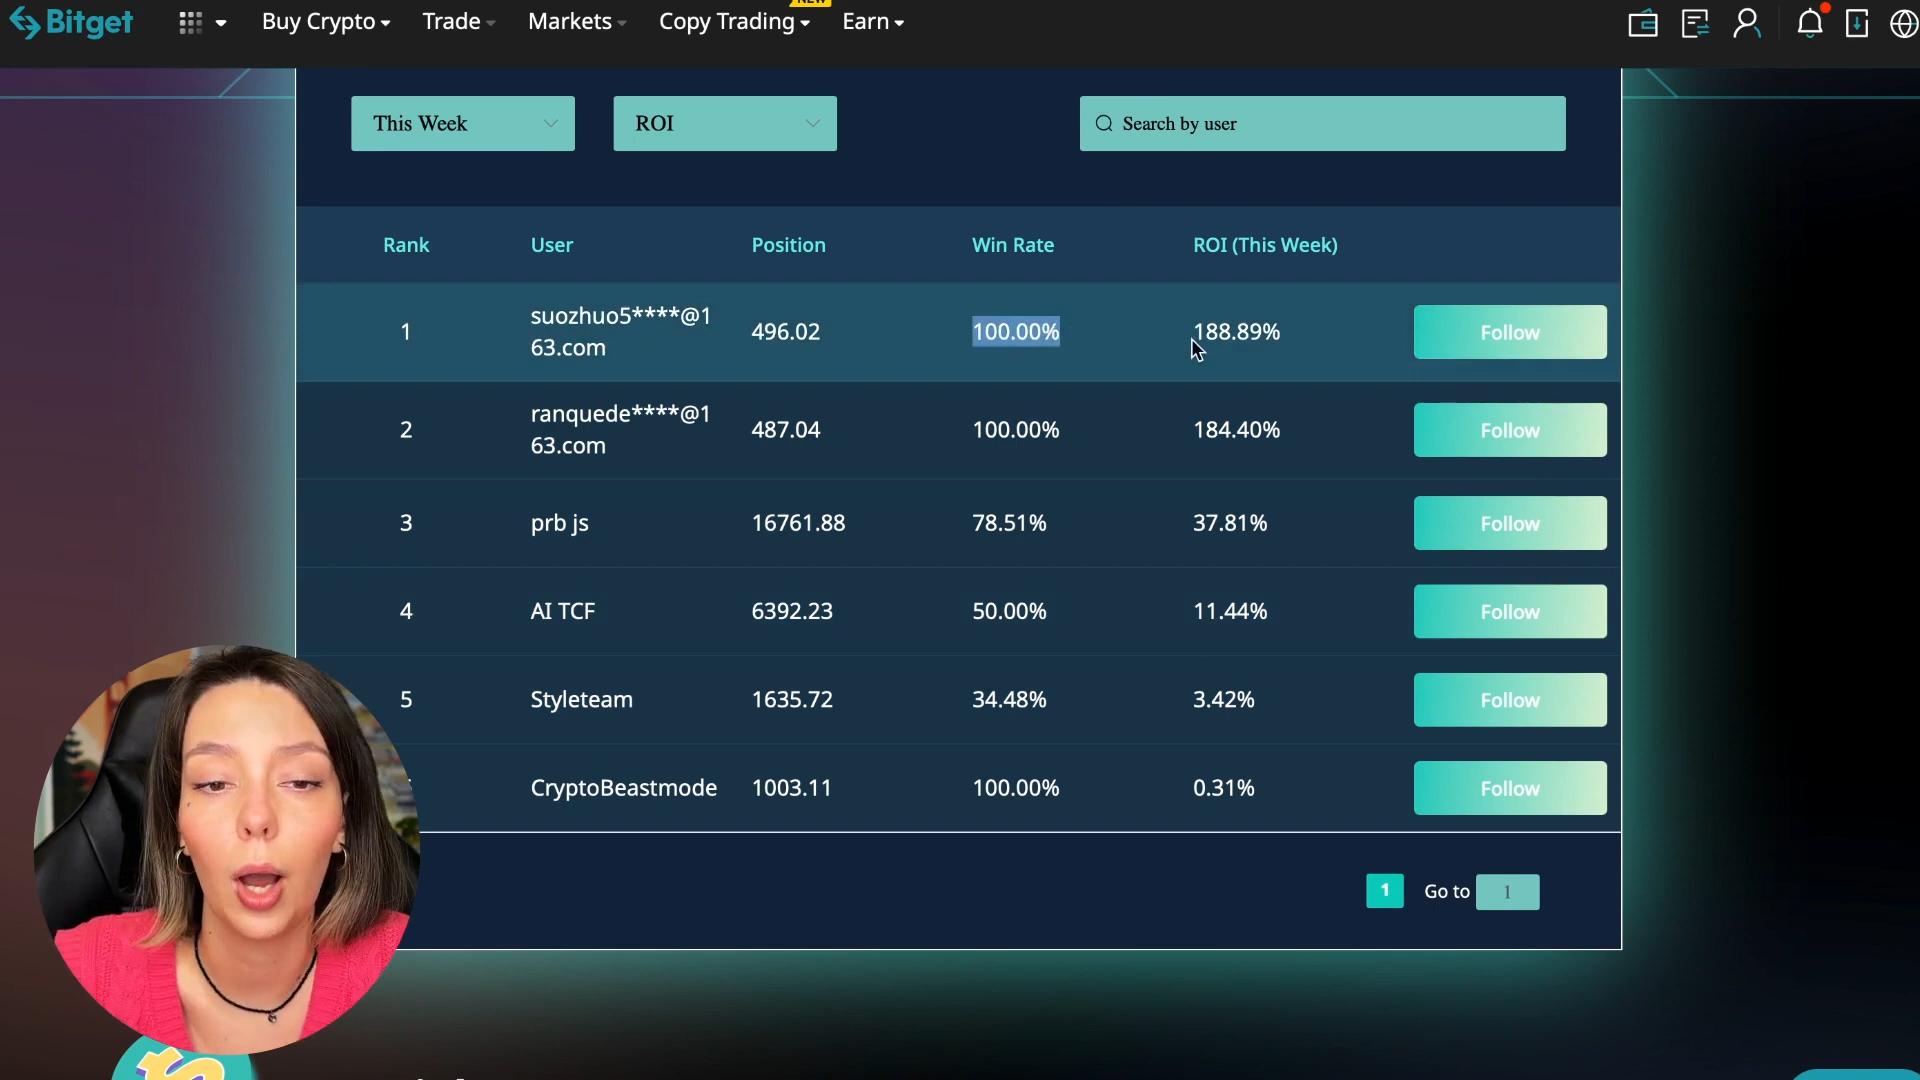 Bitget
Buy Crypto
Trade
Markets
Copy Trading
NEW
Earn
This Week
ROI
Search by user
Rank
User
Position
Win Rate
ROI (This Week)
1
suozhuo5****@1
63.com
496.02
100.00%
188.89%
Follow
2
ranquede****@1
63.com
487.04
100.00%
184.40%
Follow
3
prb js
16761.88
78.51%
37.81%
Follow
4
AI TCF
6392.23
50.00%
11.44%
Follow
5
Styleteam
1635.72
34.48%
3.42%
Follow
CryptoBeastmode
1003.11
100.00%
0.31%
Follow
1
Go to
1